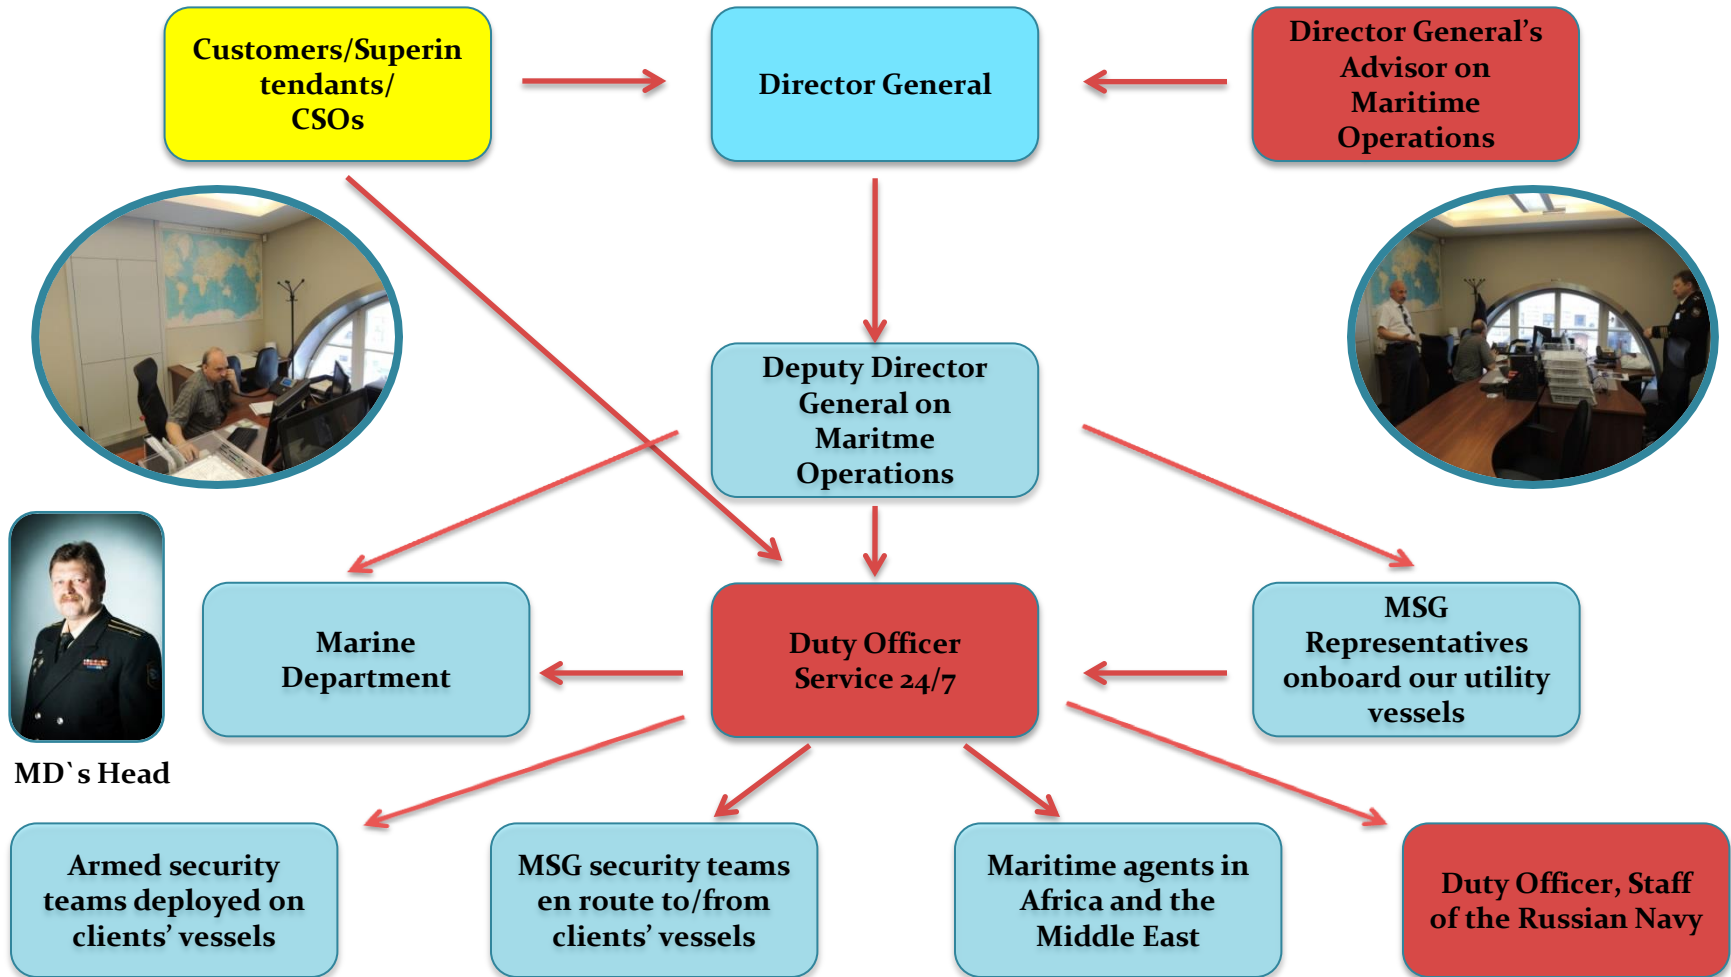 Customers/Superin
tendants/
CSOs
Director General
Director General’s
Advisor on
Maritime
Operations
Deputy Director
General on
Maritme
Operations
Marine
Department
Duty Officer
Service 24/7
MSG
Representatives
onboard our utility
vessels
MD`s Head
Armed security
teams deployed on
clients’ vessels
MSG security teams
en route to/from
clients’ vessels
Maritime agents in
Africa and the
Middle East
Duty Officer, Staff
of the Russian Navy